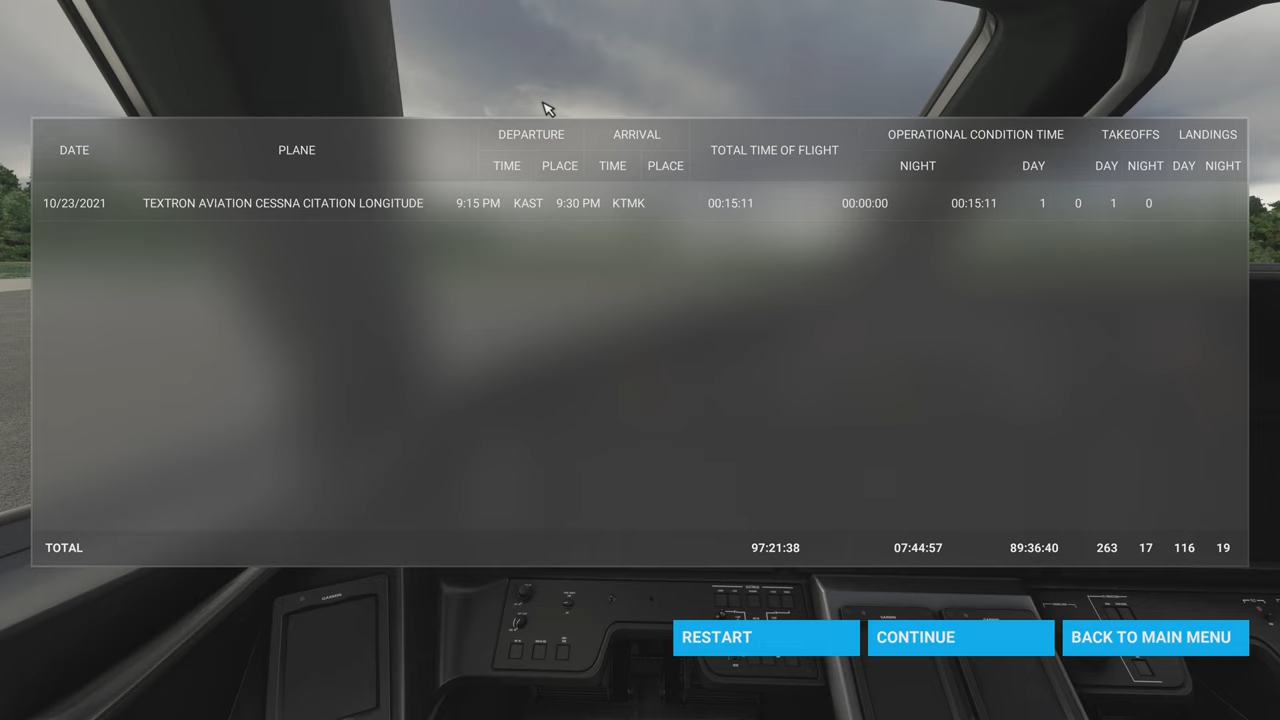 DEPARTURE ARRIVAL OPERATIONAL CONDITION TIME TAKEOFFS LANDINGS
DATE PLANE TOTAL TIME OF FLIGHT
TIME PLACE TIME PLACE NIGHT DAY DAY NIGHT DAY NIGHT
10/23/2021 TEXTRON AVIATION CESSNA CITATION LONGITUDE 9:15 PM KAST 9:30 PM KTMK 00:15:11 00:00:00 00:15:11 1 0 1 0
TOTAL 97:21:38 07:44:57 89:36:40 263 17 116 19
GARMIN
RESTART CONTINUE BACK TO MAIN MENU